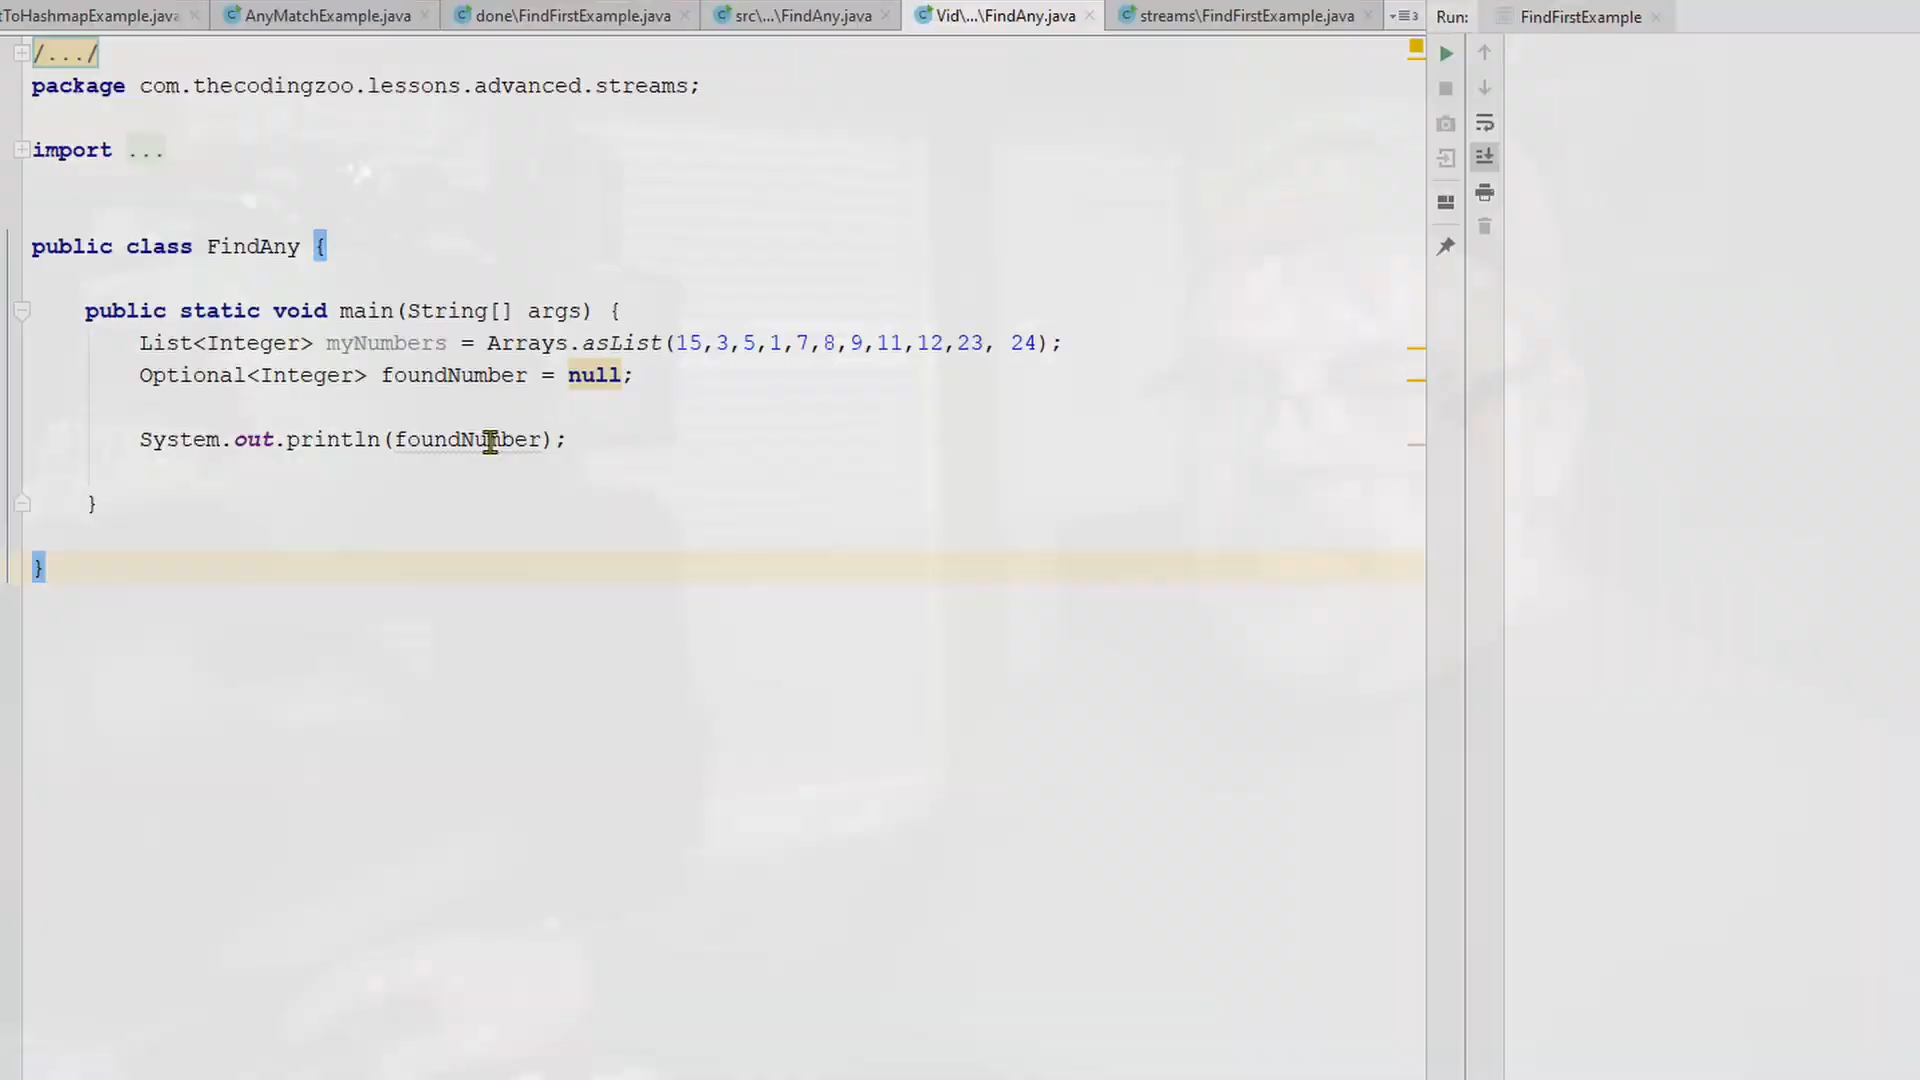 tToHashmapExample.java AnyMatchExample.java done\FindFirstExample.java src\...\FindAny.java Vid\...\FindAny.java streams\FindFirstExample.java 3 Run: FindFirstExample
/.../
package com.thecodingzoo.lessons.advanced.streams;
import ...
public class FindAny {
public static void main(String[] args) {
List<Integer> myNumbers = Arrays.asList(15,3,5,1,7,8,9,11,12,23, 24);
Optional<Integer> foundNumber = null;
System.out.println(foundNumber);
}
}